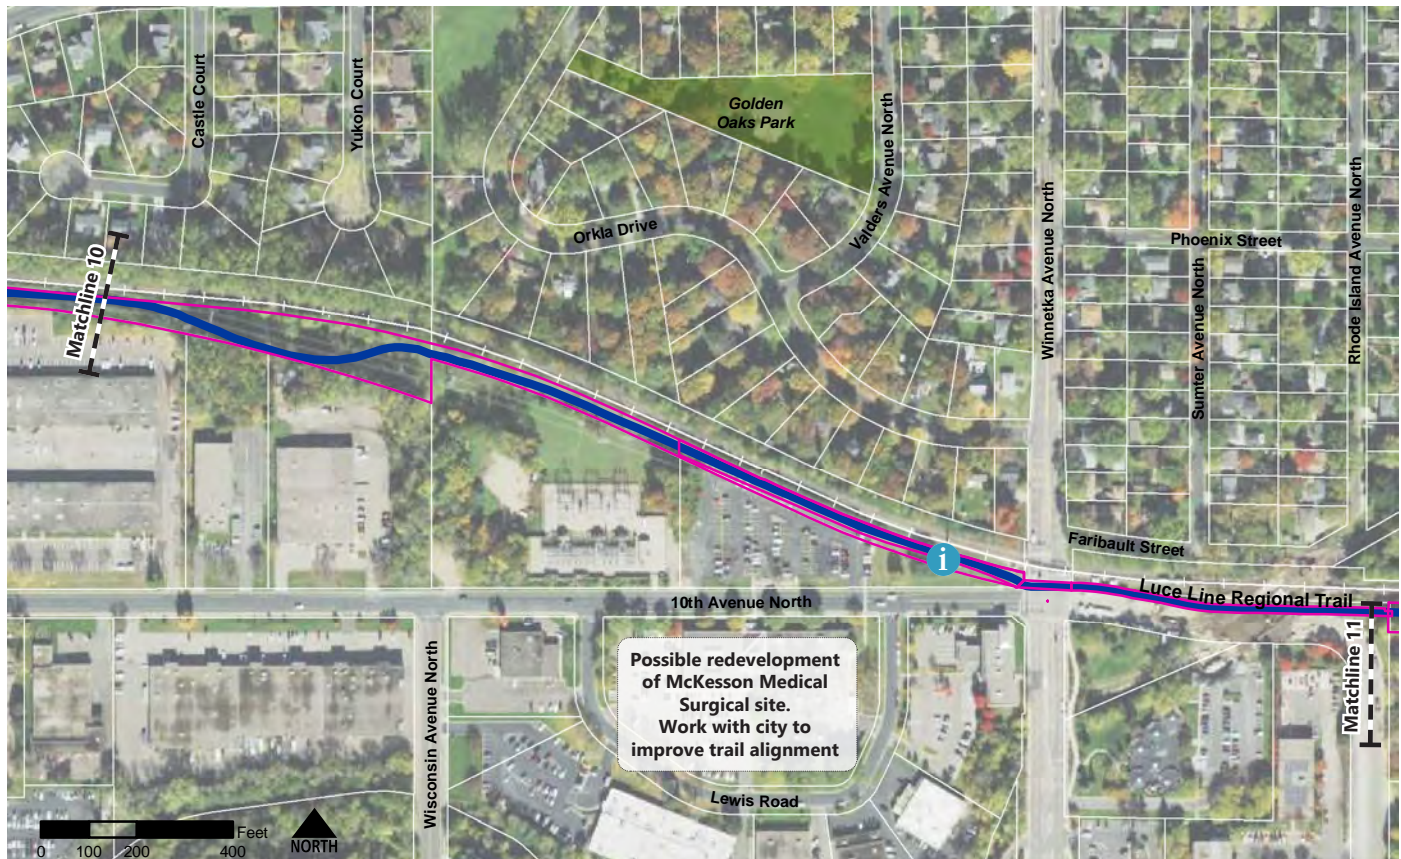 Castle Court
Yukon Court
Golden
Oaks Park
Valders Avenue North
Orkla Drive
Winnetka Avenue North
Phoenix Street
Sumter Avenue North
Rhode Island Avenue North
Matchline 10
Faribault Street
i
Luce Line Regional Trail
10th Avenue North
Wisconsin Avenue North
Possible redevelopment
of McKesson Medical
Surgical site.
Work with city to
improve trail alignment
Matchline 11
Lewis Road
Feet
0 100 200 400
NORTH